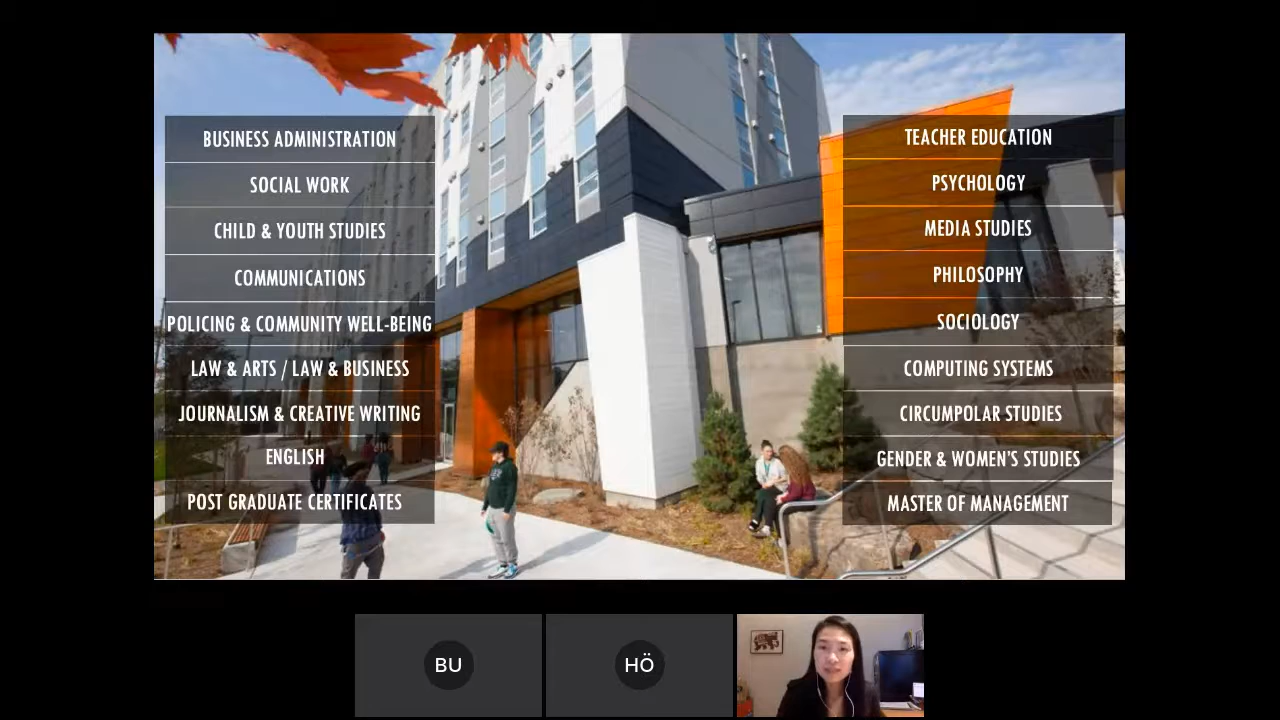 BUSINESS ADMINISTRATION
SOCIAL WORK
CHILD & YOUTH STUDIES
COMMUNICATIONS
POLICING & COMMUNITY WELL-BEING
LAW & ARTS / LAW & BUSINESS
JOURNALISM & CREATIVE WRITING
ENGLISH
POST GRADUATE CERTIFICATES
TEACHER EDUCATION
PSYCHOLOGY
MEDIA STUDIES
PHILOSOPHY
SOCIOLOGY
COMPUTING SYSTEMS
CIRCUMPOLAR STUDIES
GENDER & WOMEN'S STUDIES
MASTER OF MANAGEMENT
BU
HÖ